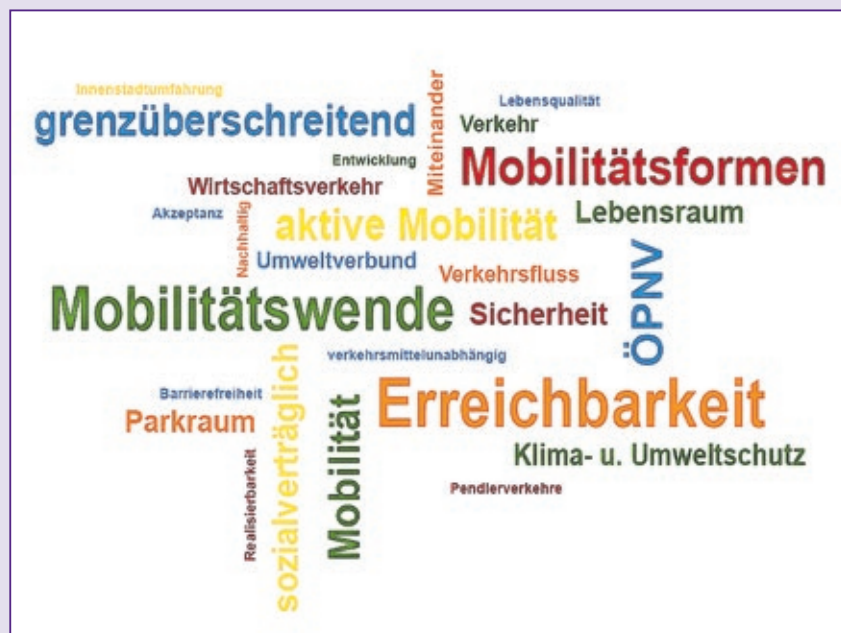 Innenstadtumfahrung
grenzüberschreitend
Miteinander
Lebensqualität
Verkehr
Entwicklung
Mobilitätsformen
Wirtschaftsverkehr
Akzeptanz
Nachhaltig
aktive Mobilität
Lebensraum
Umweltverbund
Verkehrsfluss
ÖPNV
Mobilitätswende
Sicherheit
verkehrsmittelunabhängig
Barrierefreiheit
Parkraum
sozialverträglich
Mobilität
Erreichbarkeit
Klima- u. Umweltschutz
Realisierbarkeit
Pendlerverkehre